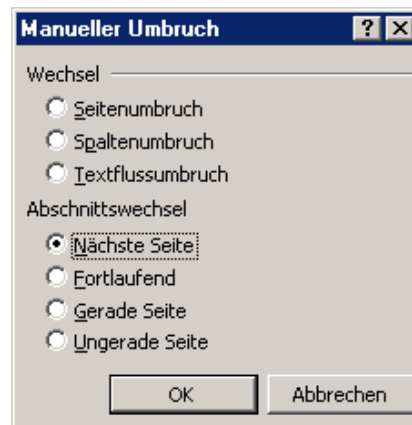 Manueller Umbruch
Wechsel
Seitenumbruch
Spaltenumbruch
Textflussumbruch
Abschnittswechsel
Nächste Seite
Fortlaufend
Gerade Seite
Ungerade Seite
OK Abbrechen